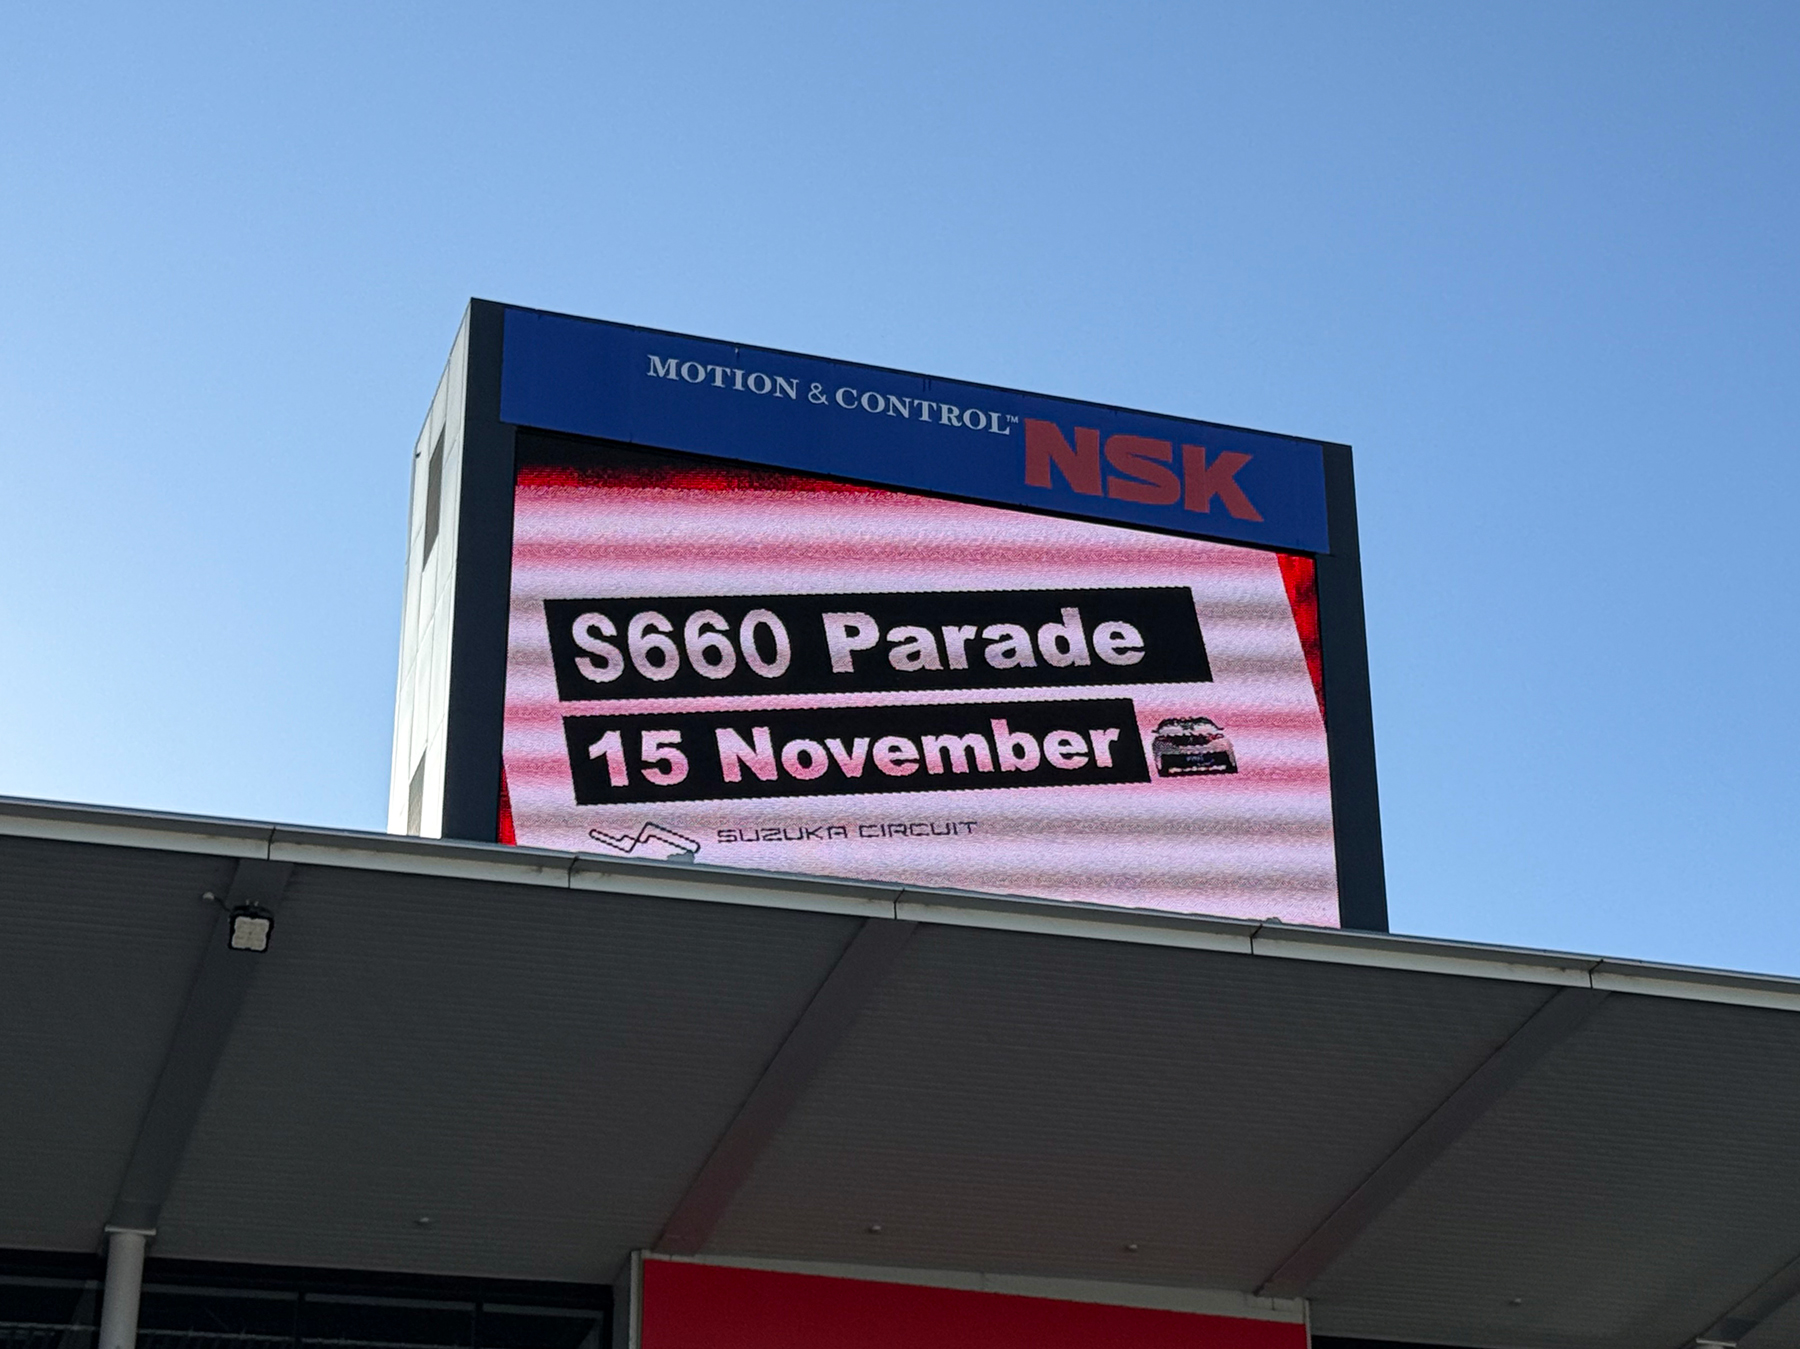 MOTION & CONTROL™
NSK
S660 Parade
15 November
SUZUKA CIRCUIT